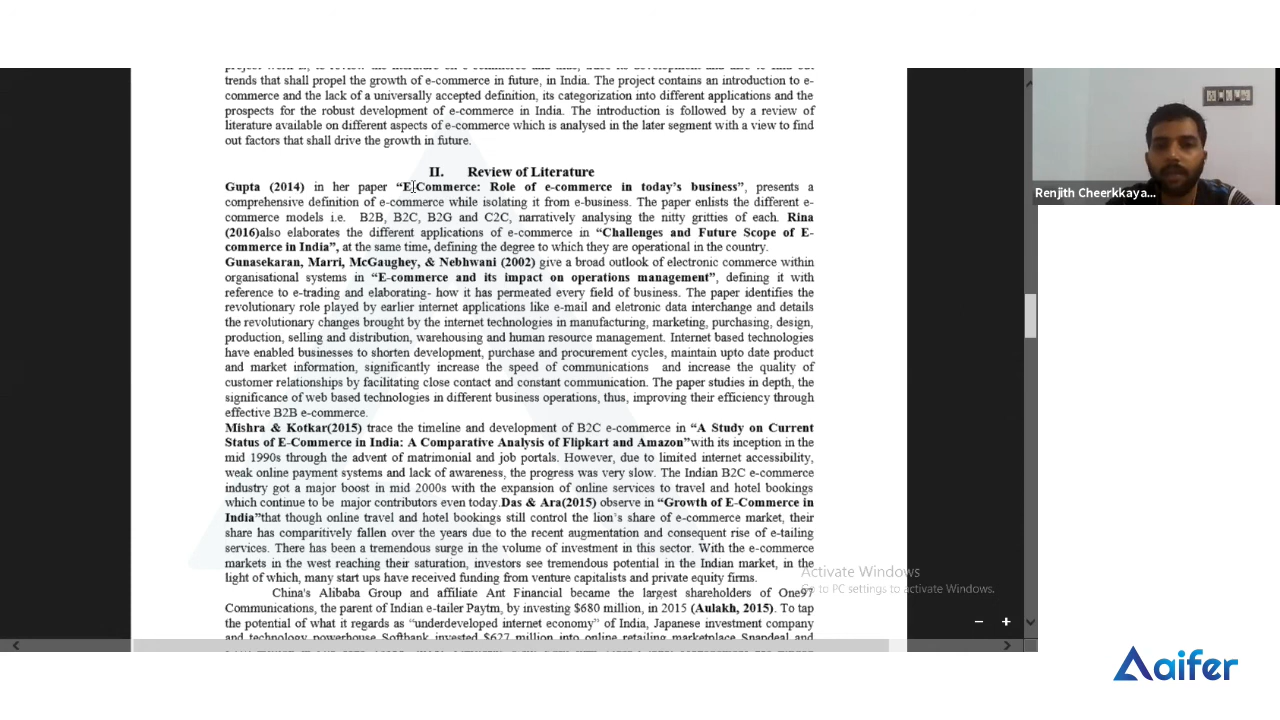 trends that shall propel the growth of e-commerce in future, in India. The project contains an introduction to e-
commerce and the lack of a universally accepted definition, its categorization into different applications and the
prospects for the robust development of e-commerce in India. The introduction is followed by a review of
literature available on different aspects of e-commerce which is analysed in the later segment with a view to find
out factors that shall drive the growth in future.
II. Review of Literature
Gupta (2014) in her paper “E-Commerce: Role of e-commerce in today’s business”, presents a
comprehensive definition of e-commerce while isolating it from e-business. The paper enlists the different e-
commerce models i.e. B2B, B2C, B2G and C2C, narratively analysing the nitty gritties of each. Rina
(2016)also elaborates the different applications of e-commerce in “Challenges and Future Scope of E-
commerce in India”, at the same time, defining the degree to which they are operational in the country.
Gunasekaran, Marri, McGaughey, & Nebhwani (2002) give a broad outlook of electronic commerce within
organisational systems in “E-commerce and its impact on operations management”, defining it with
reference to e-trading and elaborating- how it has permeated every field of business. The paper identifies the
revolutionary role played by earlier internet applications like e-mail and eletronic data interchange and details
the revolutionary changes brought by the internet technologies in manufacturing, marketing, purchasing, design,
production, selling and distribution, warehousing and human resource management. Internet based technologies
have enabled businesses to shorten development, purchase and procurement cycles, maintain upto date product
and market information, significantly increase the speed of communications and increase the quality of
customer relationships by facilitating close contact and constant communication. The paper studies in depth, the
significance of web based technologies in different business operations, thus, improving their efficiency through
effective B2B e-commerce.
Mishra & Kotkar(2015) trace the timeline and development of B2C e-commerce in “A Study on Current
Status of E-Commerce in India: A Comparative Analysis of Flipkart and Amazon”with its inception in the
mid 1990s through the advent of matrimonial and job portals. However, due to limited internet accessibility,
weak online payment systems and lack of awareness, the progress was very slow. The Indian B2C e-commerce
industry got a major boost in mid 2000s with the expansion of online services to travel and hotel bookings
which continue to be major contributors even today.Das & Ara(2015) observe in “Growth of E-Commerce in
India”that though online travel and hotel bookings still control the lion’s share of e-commerce market, their
share has comparitively fallen over the years due to the recent augmentation and consequent rise of e-tailing
services. There has been a tremendous surge in the volume of investment in this sector. With the e-commerce
markets in the west reaching their saturation, investors see tremendous potential in the Indian market, in the
light of which, many start ups have received funding from venture capitalists and private equity firms.
China's Alibaba Group and affiliate Ant Financial became the largest shareholders of One97
Communications, the parent of Indian e-tailer Paytm, by investing $680 million, in 2015 (Aulakh, 2015). To tap
the potential of what it regards as “underdeveloped internet economy” of India, Japanese investment company
and technology powerhouse Softbank invested $627 million into online retailing marketplace Snapdeal and
Renjith Cheerkkaya...
Activate Windows
Go to PC settings to activate Windows.
aifer